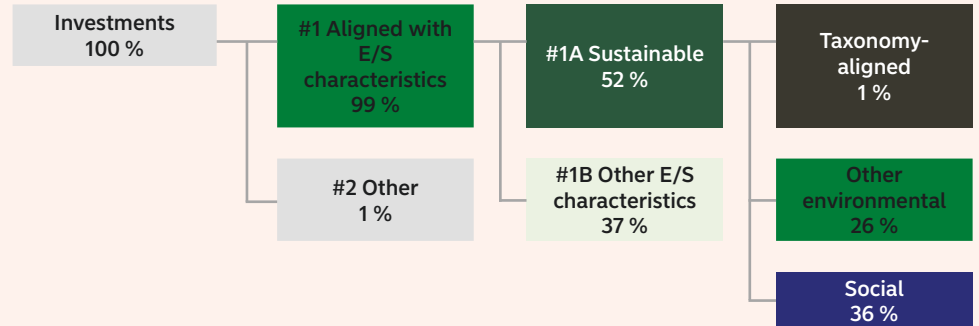 Investments
100 %
#1 Aligned with
E/S
characteristics
99 %
#2 Other
1 %
#1A Sustainable
52 %
#1B Other E/S
characteristics
37 %
Taxonomy-
aligned
1 %
Other
environmental
26 %
Social
36 %